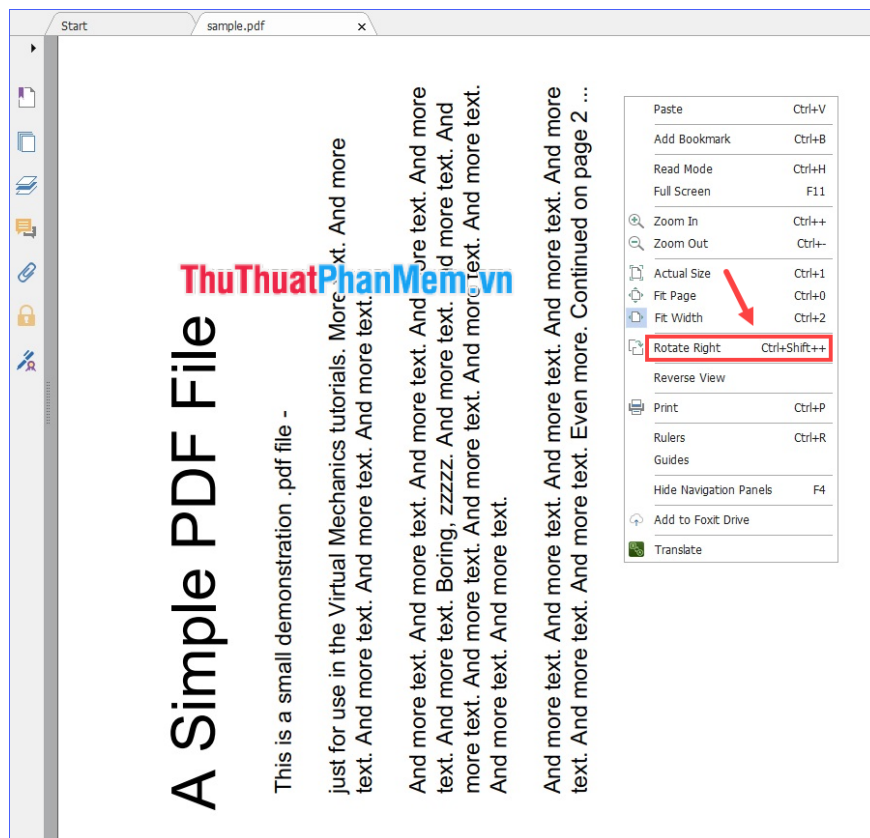 Start
sample.pdf
x
A Simple PDF File
This is a small demonstration .pdf file -
just for use in the Virtual Mechanics tutorials. More text. And more
text. And more text. And more text. And more text.
And more text. And more text. And more text. And more text. And more
text. And more text. Boring, zzzzz. And more text. And more text. And
more text. And more text. And more text. And more text. And more text.
And more text. And more text.
And more text. And more text. And more text. And more text. And more
text. And more text. And more text. Even more. Continued on page 2 ...
ThuThuatPhanMem.vn
Paste Ctrl+V
Add Bookmark Ctrl+B
Read Mode Ctrl+H
Full Screen F11
Zoom In Ctrl++
Zoom Out Ctrl+-
Actual Size Ctrl+1
Fit Page Ctrl+0
Fit Width Ctrl+2
Rotate Right Ctrl+Shift++
Reverse View
Print Ctrl+P
Rulers Ctrl+R
Guides
Hide Navigation Panels F4
Add to Foxit Drive
Translate